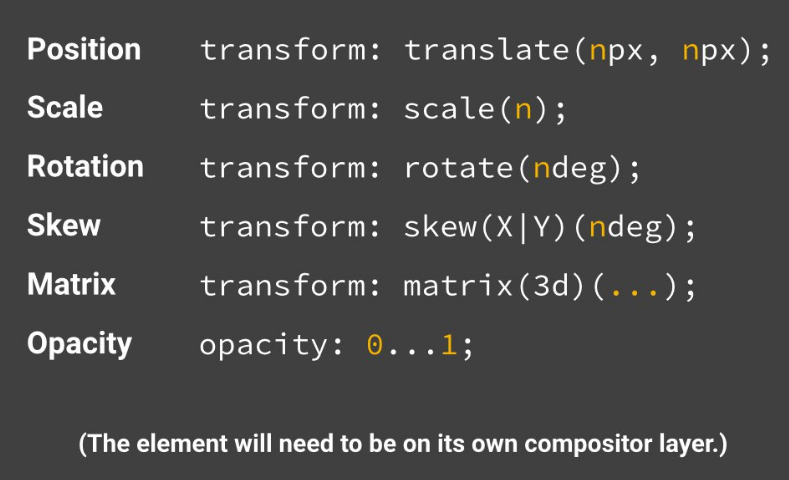 Position transform: translate(npx, npx);
Scale transform: scale(n);
Rotation transform: rotate(ndeg);
Skew transform: skew(X|Y)(ndeg);
Matrix transform: matrix(3d)(...);
Opacity opacity: 0...1;
(The element will need to be on its own compositor layer.)